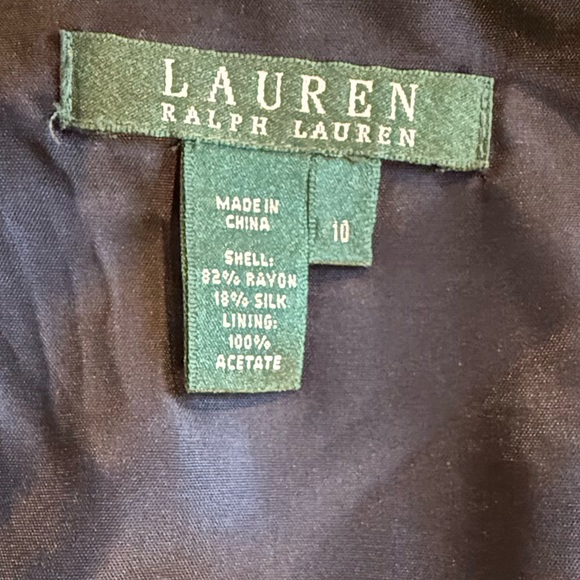 LAUREN
RALPH LAUREN
MADE IN
CHINA
10
SHELL:
82% RAYON
18% SILK
LINING:
100%
ACETATE